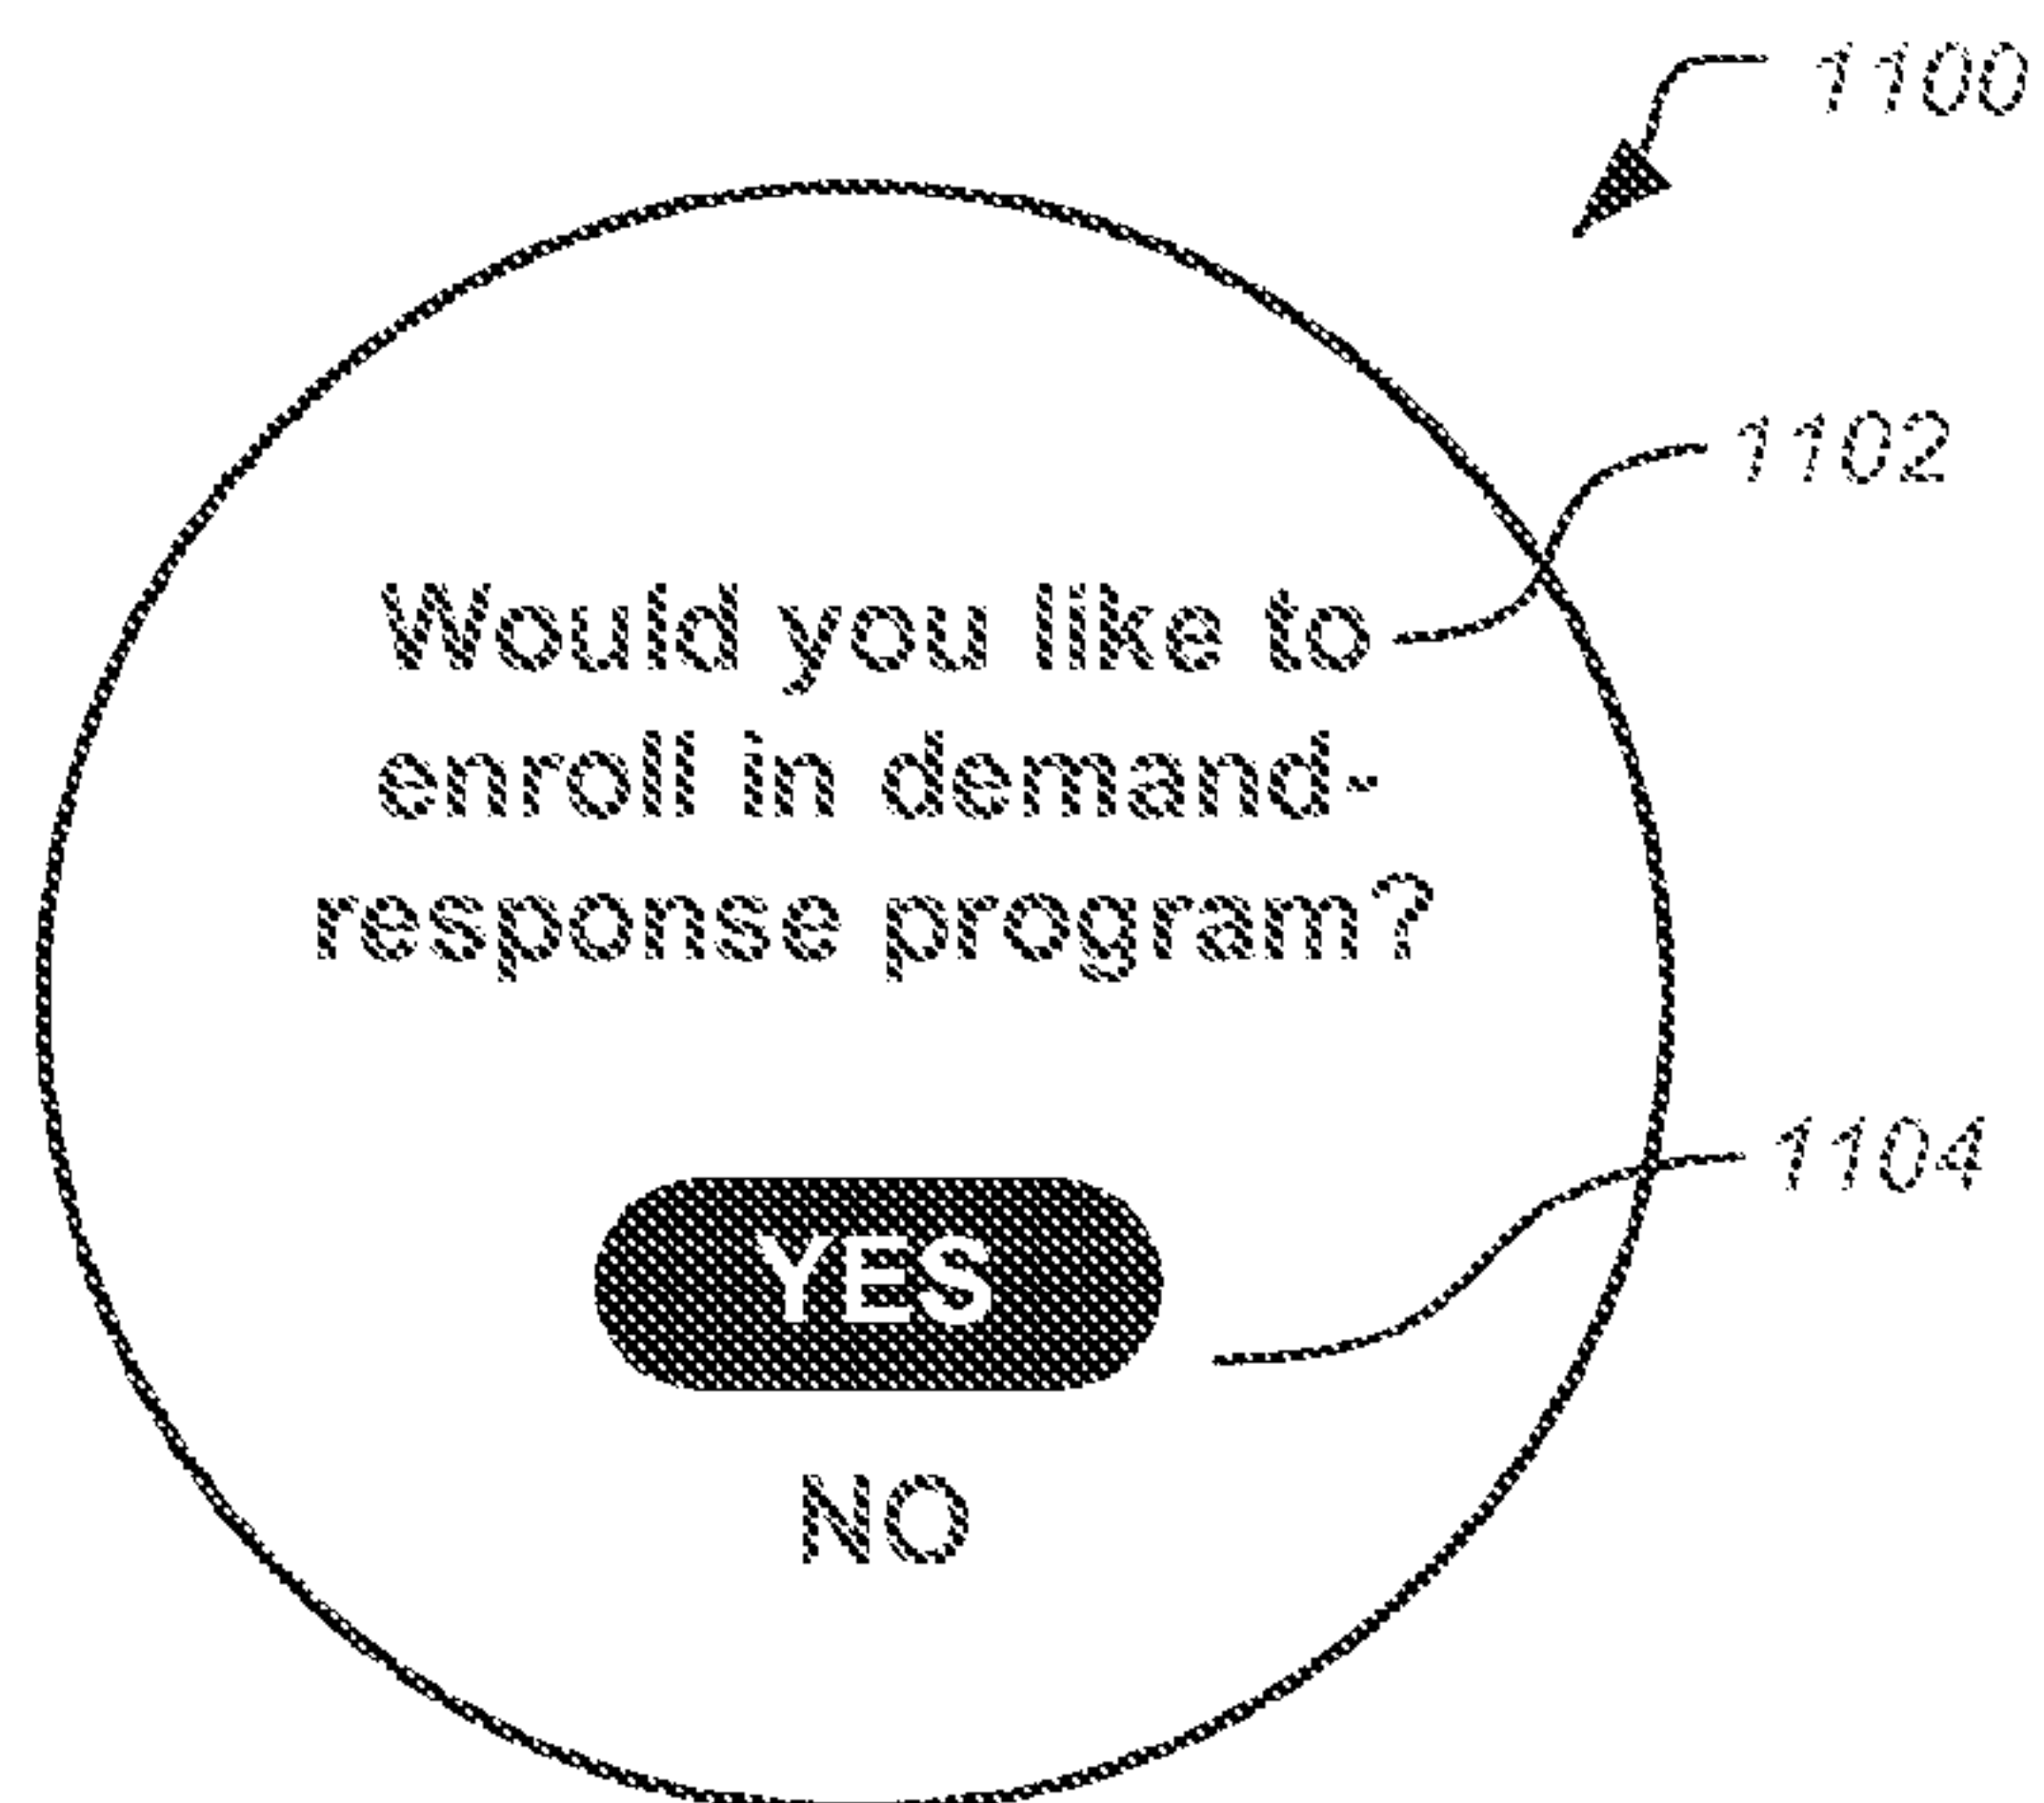 1100
1102
Would you like to
enroll in demand-
response program?
1104
YES
NO